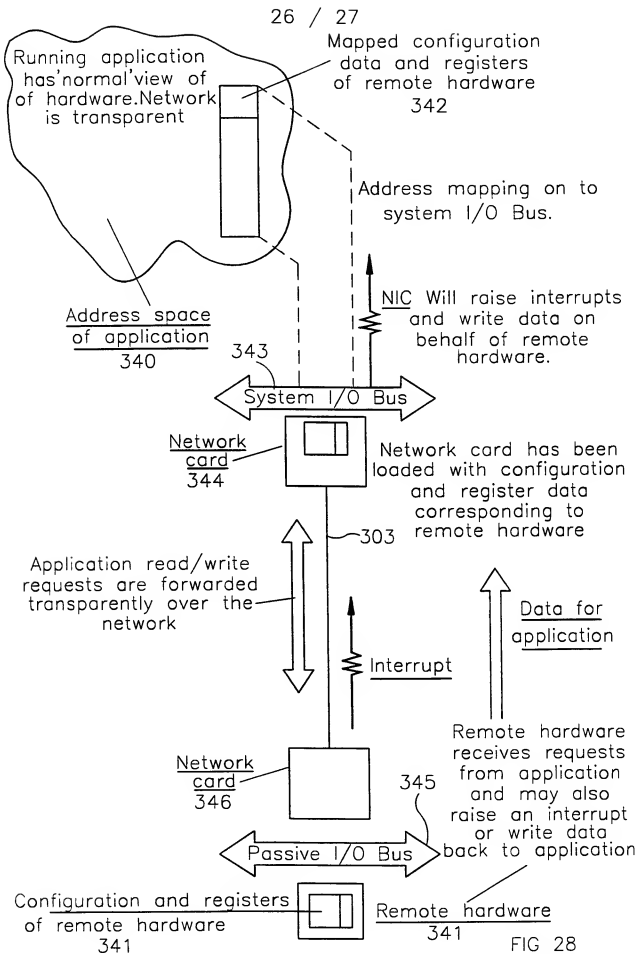 26 / 27
Running application
has'normal'view of
of hardware.Network
is transparent
Mapped configuration
data and registers
of remote hardware
342
Address mapping on to
system I/O Bus.
Address space
of application
340
NIC Will raise interrupts
and write data on
behalf of remote
hardware.
343
System I/O Bus
Network
card
344
Network card has been
loaded with configuration
and register data
corresponding to
remote hardware
303
Application read/write
requests are forwarded
transparently over the
network
Data for
application
Interrupt
Network
card
346
Remote hardware
receives requests
from application
and may also
raise an interrupt
or write data
back to application
345
Passive I/O Bus
Configuration and registers
of remote hardware
341
Remote hardware
341
FIG 28